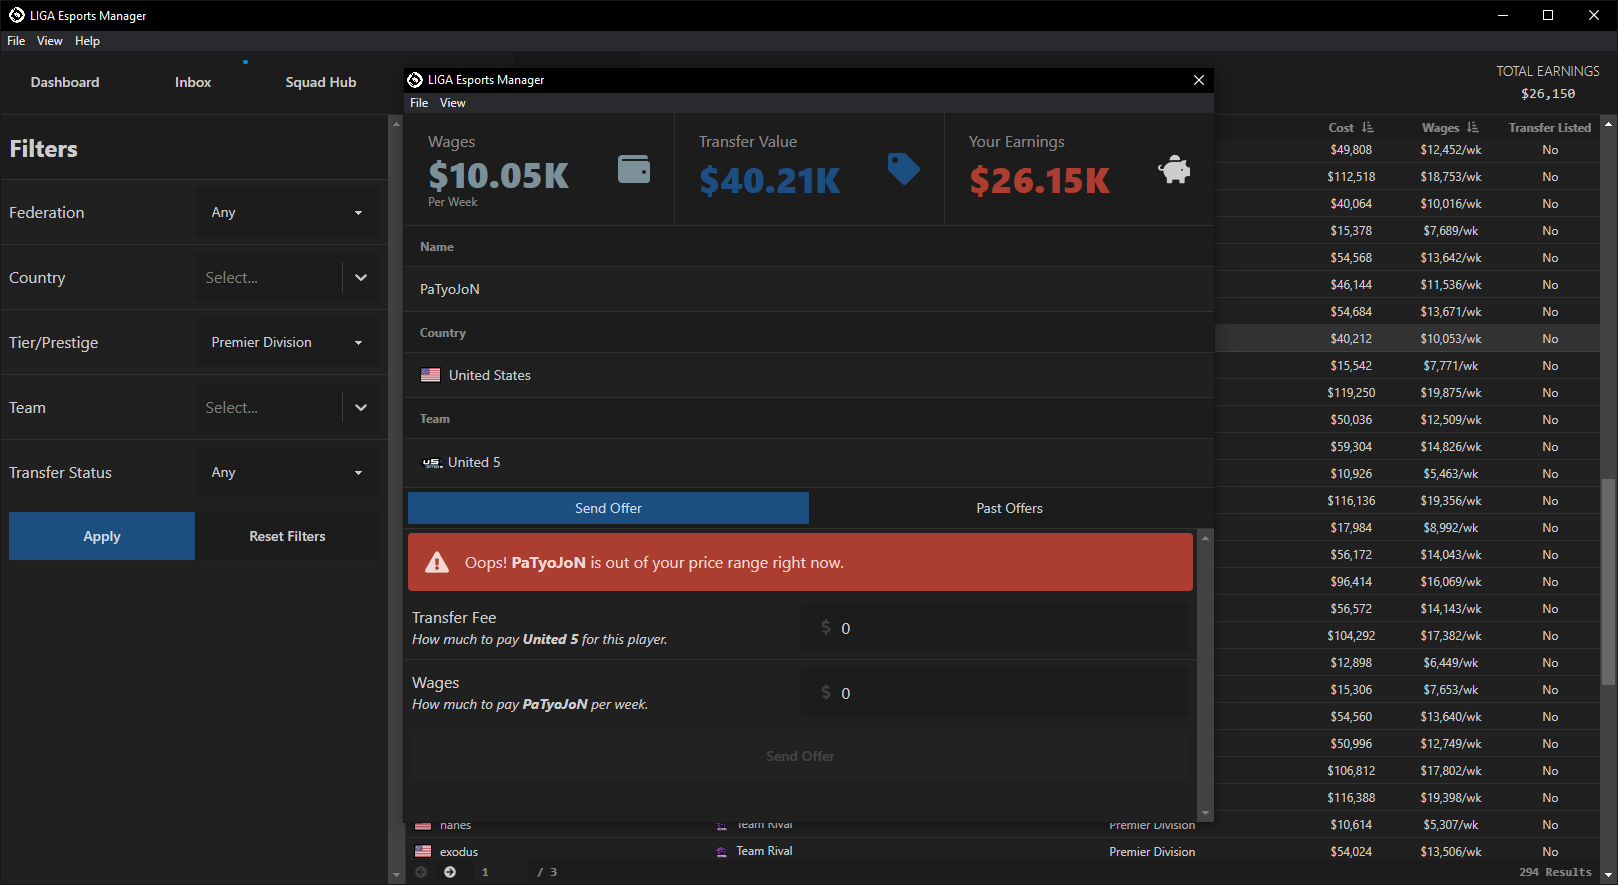 LIGA Esports Manager
File View Help
Dashboard Inbox Squad Hub
TOTAL EARNINGS
$26,150
Filters
Federation Any
Country Select...
Tier/Prestige Premier Division
Team Select...
Transfer Status Any
Apply Reset Filters
LIGA Esports Manager
File View
Wages
$10.05K
Per Week
Transfer Value
$40.21K
Your Earnings
$26.15K
Name
PaTyoJoN
Country
United States
Team
United 5
Send Offer Past Offers
Oops! PaTyoJoN is out of your price range right now.
Transfer Fee
How much to pay United 5 for this player.
$ 0
Wages
How much to pay PaTyoJoN per week.
$ 0
Send Offer
Cost Wages Transfer Listed
$49,808 $12,452/wk No
$112,518 $18,753/wk No
$40,064 $10,016/wk No
$15,378 $7,689/wk No
$54,568 $13,642/wk No
$46,144 $11,536/wk No
$54,684 $13,671/wk No
$40,212 $10,053/wk No
$15,542 $7,771/wk No
$119,250 $19,875/wk No
$50,036 $12,509/wk No
$59,304 $14,826/wk No
$10,926 $5,463/wk No
$116,136 $19,356/wk No
$17,984 $8,992/wk No
$56,172 $14,043/wk No
$96,414 $16,069/wk No
$56,572 $14,143/wk No
$104,292 $17,382/wk No
$12,898 $6,449/wk No
$15,306 $7,653/wk No
$54,560 $13,640/wk No
$50,996 $12,749/wk No
$106,812 $17,802/wk No
$116,388 $19,398/wk No
nanes Team Rival Premier Division $10,614 $5,307/wk No
exodus Team Rival Premier Division $54,024 $13,506/wk No
1 / 3
294 Results